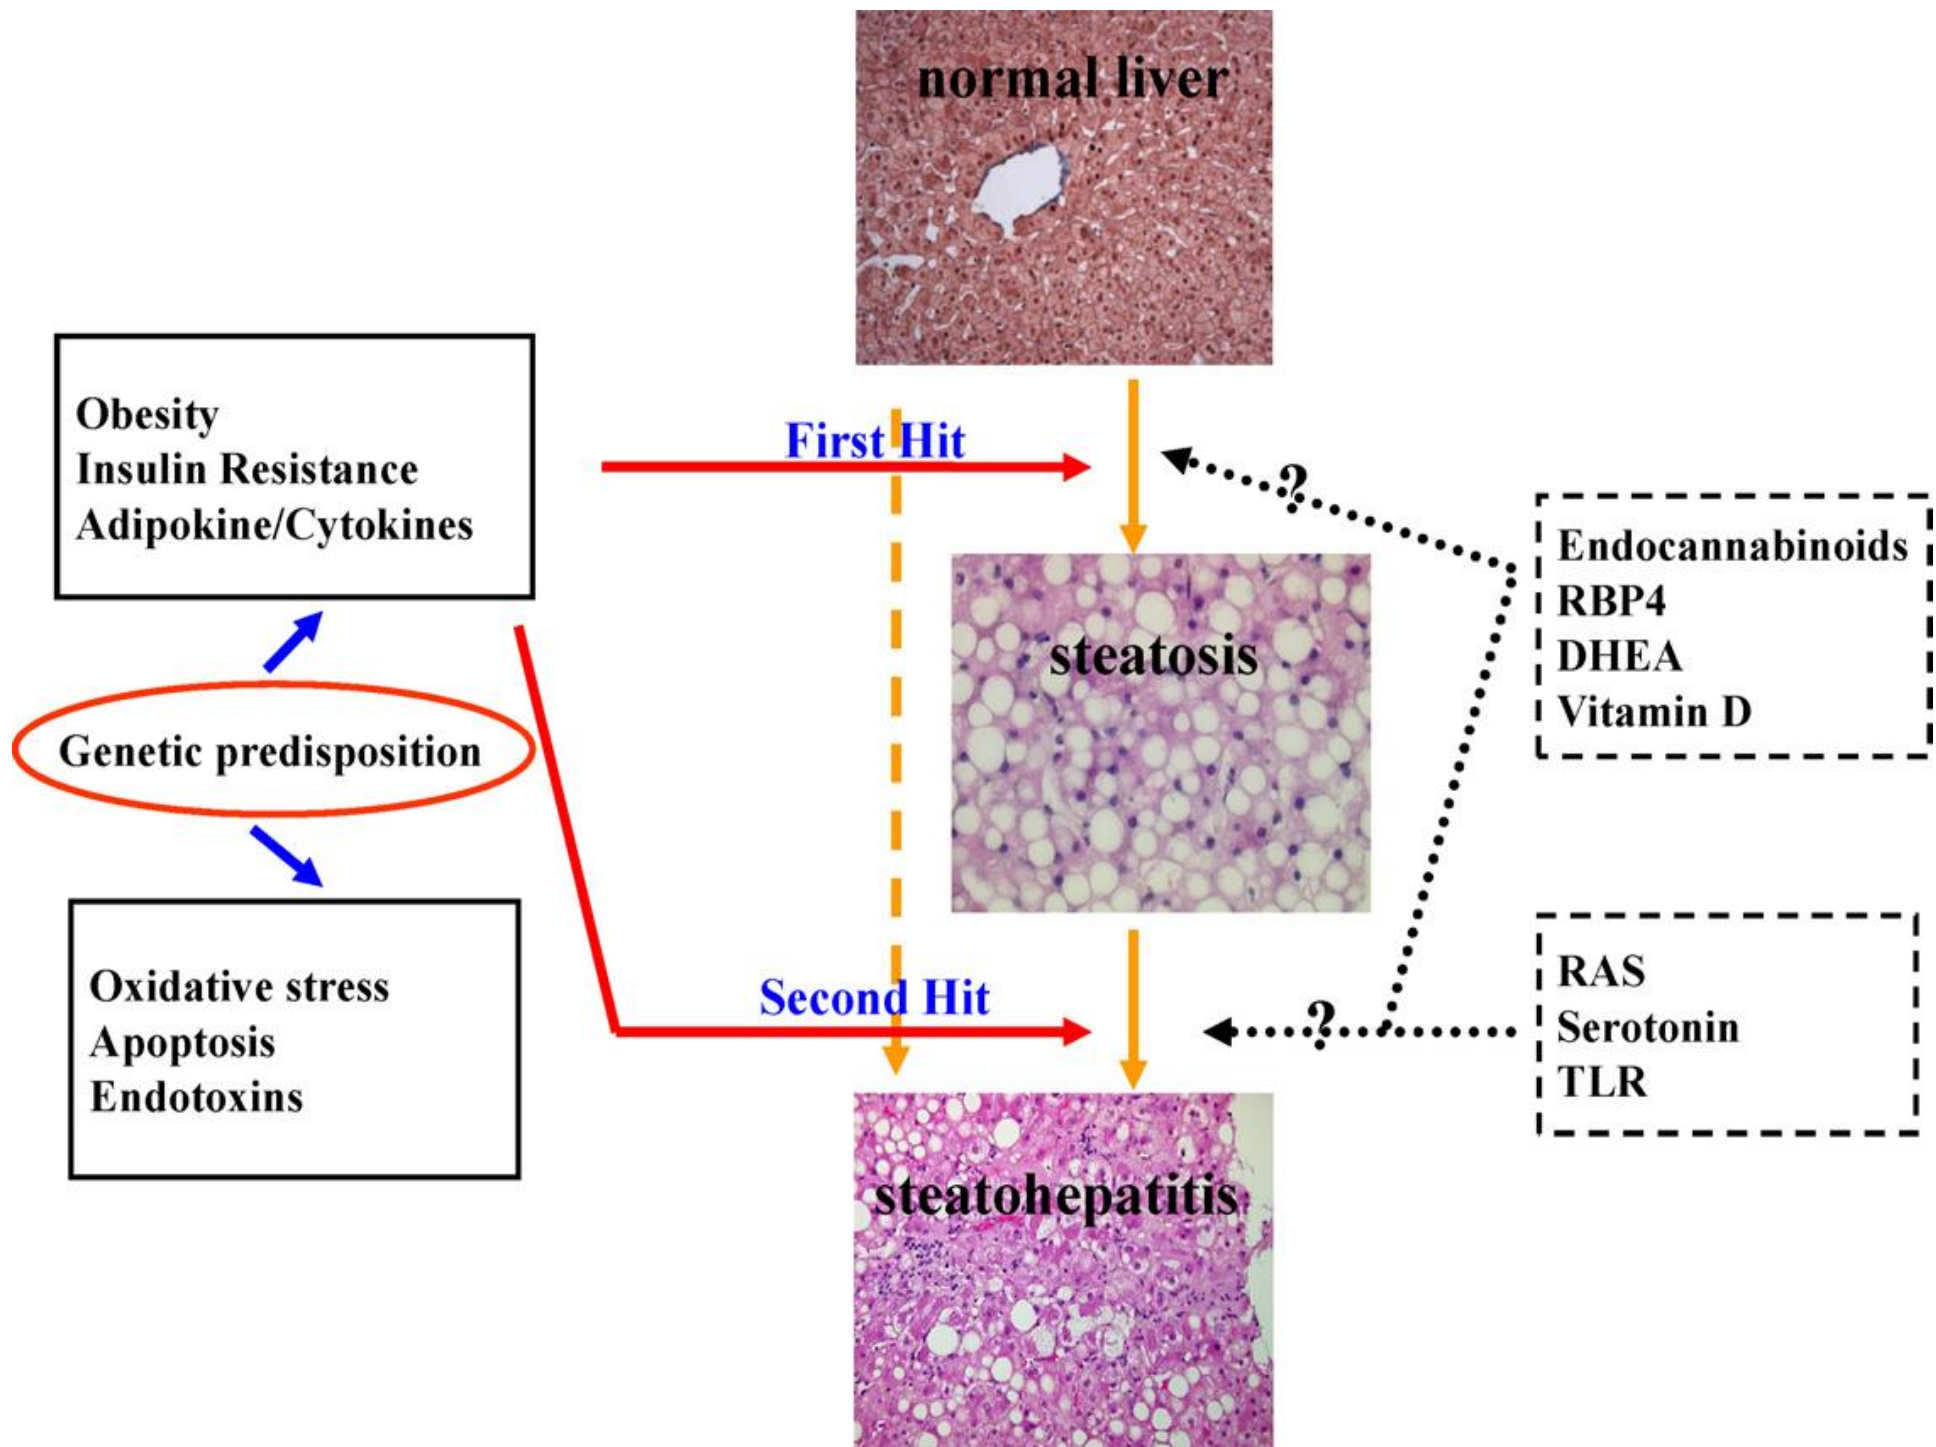 normal liver
Obesity
Insulin Resistance
Adipokine/Cytokines
First Hit
?
Endocannabinoids
RBP4
DHEA
Vitamin D
steatosis
Genetic predisposition
Oxidative stress
Apoptosis
Endotoxins
Second Hit
?
RAS
Serotonin
TLR
steatohepatitis